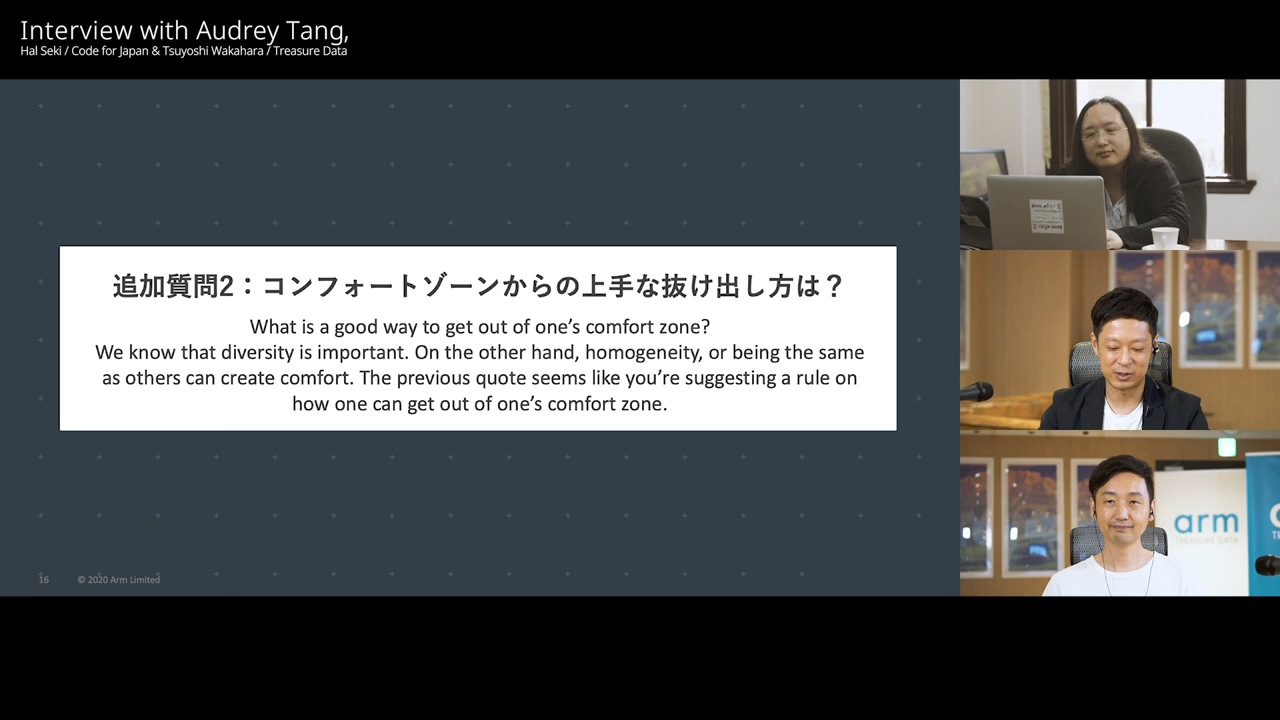 Interview with Audrey Tang,
Hal Seki / Code for Japan & Tsuyoshi Wakahara / Treasure Data
追加質問2：コンフォートゾーンからの上手な抜け出し方は？
What is a good way to get out of one's comfort zone?
We know that diversity is important. On the other hand, homogeneity, or being the same
as others can create comfort. The previous quote seems like you're suggesting a rule on
how one can get out of one's comfort zone.
arm
TREASURE DATA
16 © 2020 Arm Limited